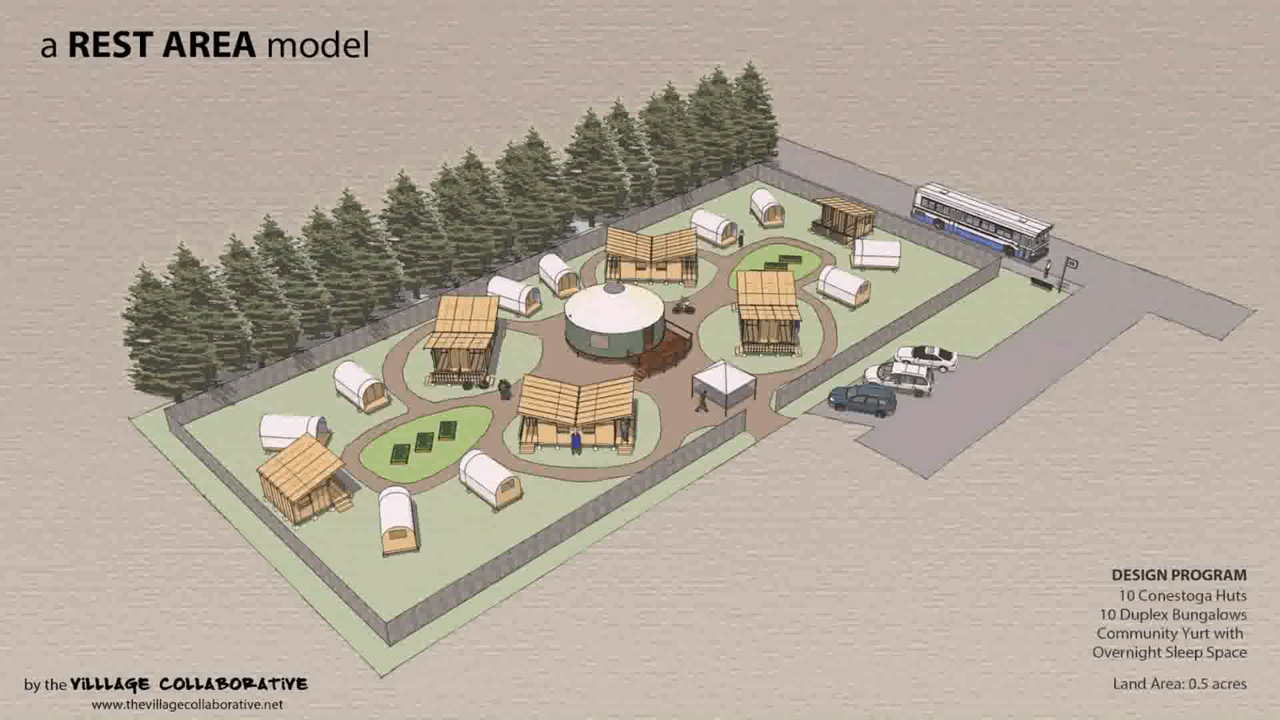 a REST AREA model
DESIGN PROGRAM
10 Conestoga Huts
10 Duplex Bungalows
Community Yurt with
Overnight Sleep Space
Land Area: 0.5 acres
by the ViLLLAGE COLLABORATiVE
www.thevillagecollaborative.net